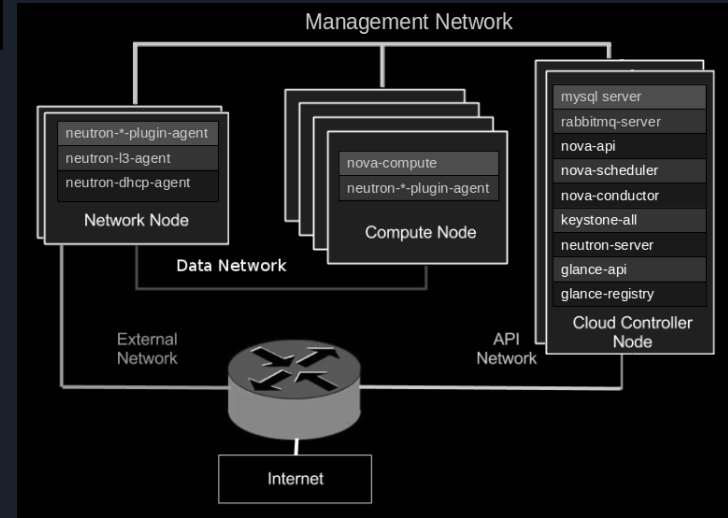 Management Network
neutron-*-plugin-agent
neutron-l3-agent
neutron-dhcp-agent
Network Node
nova-compute
neutron-*-plugin-agent
Compute Node
mysql server
rabbitmq-server
nova-api
nova-scheduler
nova-conductor
keystone-all
neutron-server
glance-api
glance-registry
Cloud Controller
Node
Data Network
External
Network
API
Network
Internet